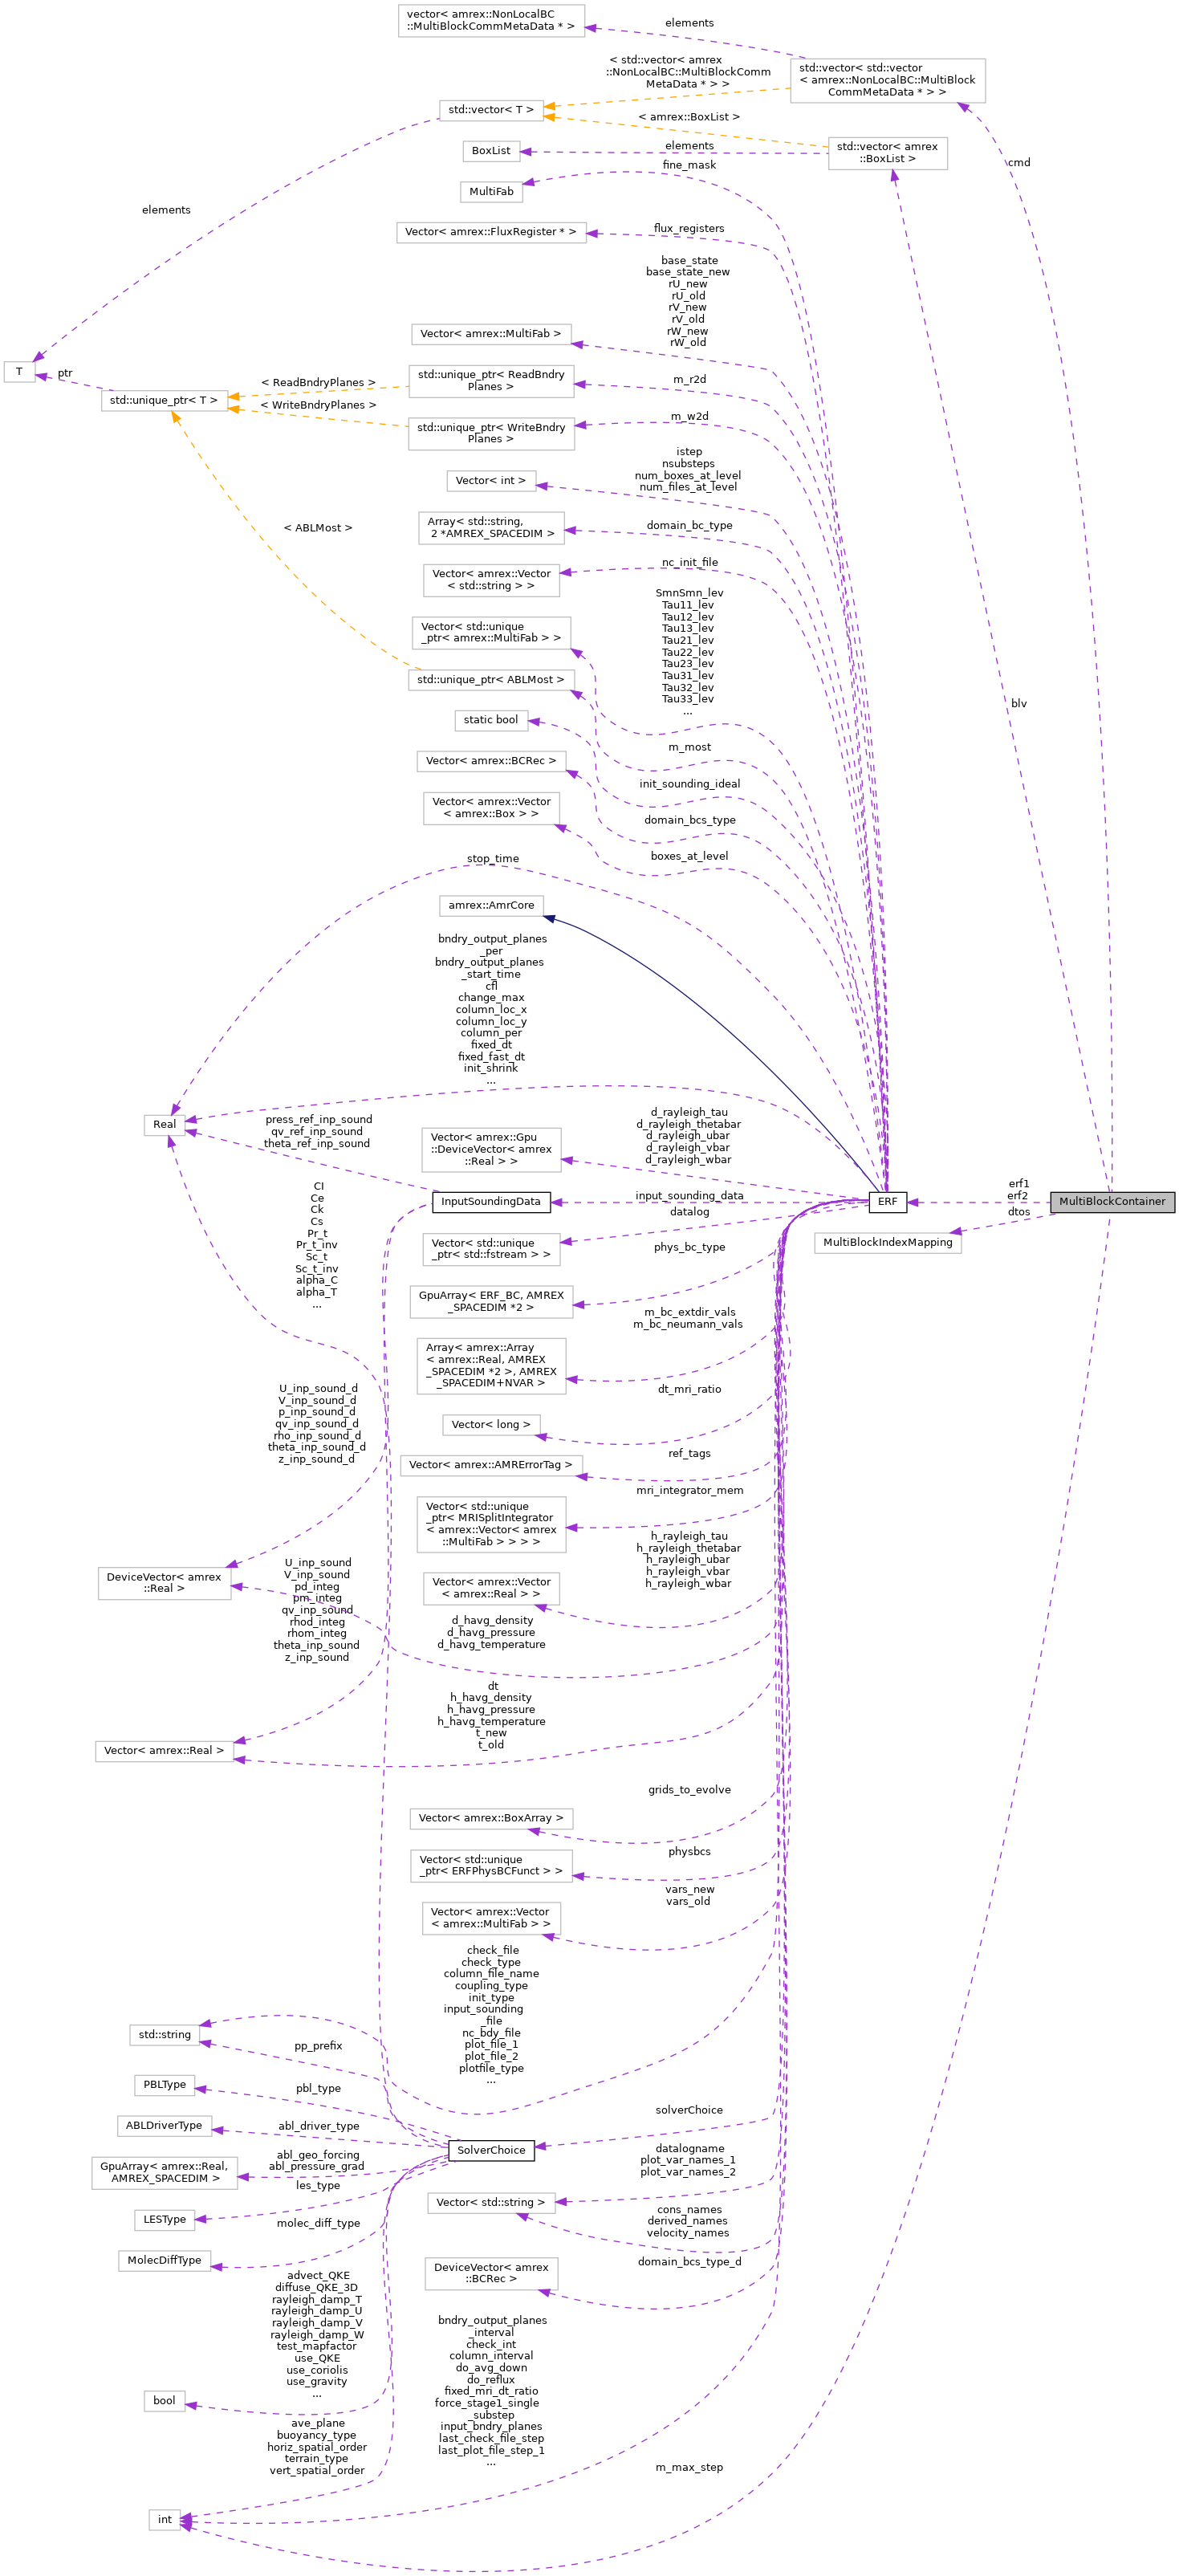 vector< amrex::NonLocalBC
::MultiBlockCommMetaData * >
elements
< std::vector< amrex
::NonLocalBC::MultiBlockComm
MetaData * > >
std::vector< std::vector
< amrex::NonLocalBC::MultiBlock
CommMetaData * > >
std::vector< T >
< amrex::BoxList >
BoxList
elements
std::vector< amrex
::BoxList >
cmd
fine_mask
MultiFab
elements
Vector< amrex::FluxRegister * >
flux_registers
base_state
base_state_new
rU_new
rU_old
rV_new
rV_old
rW_new
rW_old
Vector< amrex::MultiFab >
T
ptr
std::unique_ptr< T >
< ReadBndryPlanes >
std::unique_ptr< ReadBndry
Planes >
m_r2d
< WriteBndryPlanes >
std::unique_ptr< WriteBndry
Planes >
m_w2d
istep
nsubsteps
num_boxes_at_level
num_files_at_level
Vector< int >
< ABLMost >
Array< std::string,
2 *AMREX_SPACEDIM >
domain_bc_type
Vector< amrex::Vector
< std::string > >
nc_init_file
SmnSmn_lev
Tau11_lev
Tau12_lev
Tau13_lev
Tau21_lev
Tau22_lev
Tau23_lev
Tau31_lev
Tau32_lev
Tau33_lev
...
Vector< std::unique
_ptr< amrex::MultiFab > >
std::unique_ptr< ABLMost >
blv
static bool
m_most
Vector< amrex::BCRec >
init_sounding_ideal
Vector< amrex::Vector
< amrex::Box > >
domain_bcs_type
boxes_at_level
stop_time
amrex::AmrCore
bndry_output_planes
_per
bndry_output_planes
_start_time
cfl
change_max
column_loc_x
column_loc_y
column_per
fixed_dt
fixed_fast_dt
init_shrink
...
Real
press_ref_inp_sound
qv_ref_inp_sound
theta_ref_inp_sound
Vector< amrex::Gpu
::DeviceVector< amrex
::Real > >
d_rayleigh_tau
d_rayleigh_thetabar
d_rayleigh_ubar
d_rayleigh_vbar
d_rayleigh_wbar
InputSoundingData
input_sounding_data
ERF
erf1
erf2
MultiBlockContainer
dtos
MultiBlockIndexMapping
CI
Ce
Ck
Cs
Pr_t
Pr_t_inv
Sc_t
Sc_t_inv
alpha_C
alpha_T
...
datalog
Vector< std::unique
_ptr< std::fstream > >
phys_bc_type
GpuArray< ERF_BC, AMREX
_SPACEDIM *2 >
m_bc_extdir_vals
m_bc_neumann_vals
Array< amrex::Array
< amrex::Real, AMREX
_SPACEDIM *2 >, AMREX
_SPACEDIM+NVAR >
U_inp_sound_d
V_inp_sound_d
p_inp_sound_d
qv_inp_sound_d
rho_inp_sound_d
theta_inp_sound_d
z_inp_sound_d
dt_mri_ratio
Vector< long >
ref_tags
Vector< amrex::AMRErrorTag >
mri_integrator_mem
Vector< std::unique
_ptr< MRISplitIntegrator
< amrex::Vector< amrex
::MultiFab > > > >
h_rayleigh_tau
h_rayleigh_thetabar
h_rayleigh_ubar
h_rayleigh_vbar
h_rayleigh_wbar
DeviceVector< amrex
::Real >
U_inp_sound
V_inp_sound
pd_integ
pm_integ
qv_inp_sound
rhod_integ
rhom_integ
theta_inp_sound
z_inp_sound
Vector< amrex::Vector
< amrex::Real > >
d_havg_density
d_havg_pressure
d_havg_temperature
dt
h_havg_density
h_havg_pressure
h_havg_temperature
t_new
t_old
Vector< amrex::Real >
grids_to_evolve
Vector< amrex::BoxArray >
physbcs
Vector< std::unique
_ptr< ERFPhysBCFunct > >
vars_new
vars_old
Vector< amrex::Vector
< amrex::MultiFab > >
check_file
check_type
column_file_name
coupling_type
init_type
input_sounding
_file
nc_bdy_file
plot_file_1
plot_file_2
plotfile_type
...
std::string
pp_prefix
PBLType
pbl_type
ABLDriverType
abl_driver_type
solverChoice
SolverChoice
GpuArray< amrex::Real,
AMREX_SPACEDIM >
abl_geo_forcing
abl_pressure_grad
datalogname
plot_var_names_1
plot_var_names_2
LESType
les_type
Vector< std::string >
cons_names
derived_names
velocity_names
MolecDiffType
molec_diff_type
DeviceVector< amrex
::BCRec >
domain_bcs_type_d
advect_QKE
diffuse_QKE_3D
rayleigh_damp_T
rayleigh_damp_U
rayleigh_damp_V
rayleigh_damp_W
test_mapfactor
use_QKE
use_coriolis
use_gravity
...
bool
bndry_output_planes
_interval
check_int
column_interval
do_avg_down
do_reflux
fixed_mri_dt_ratio
force_stage1_single
_substep
input_bndry_planes
last_check_file_step
last_plot_file_step_1
...
ave_plane
buoyancy_type
horiz_spatial_order
terrain_type
vert_spatial_order
m_max_step
int